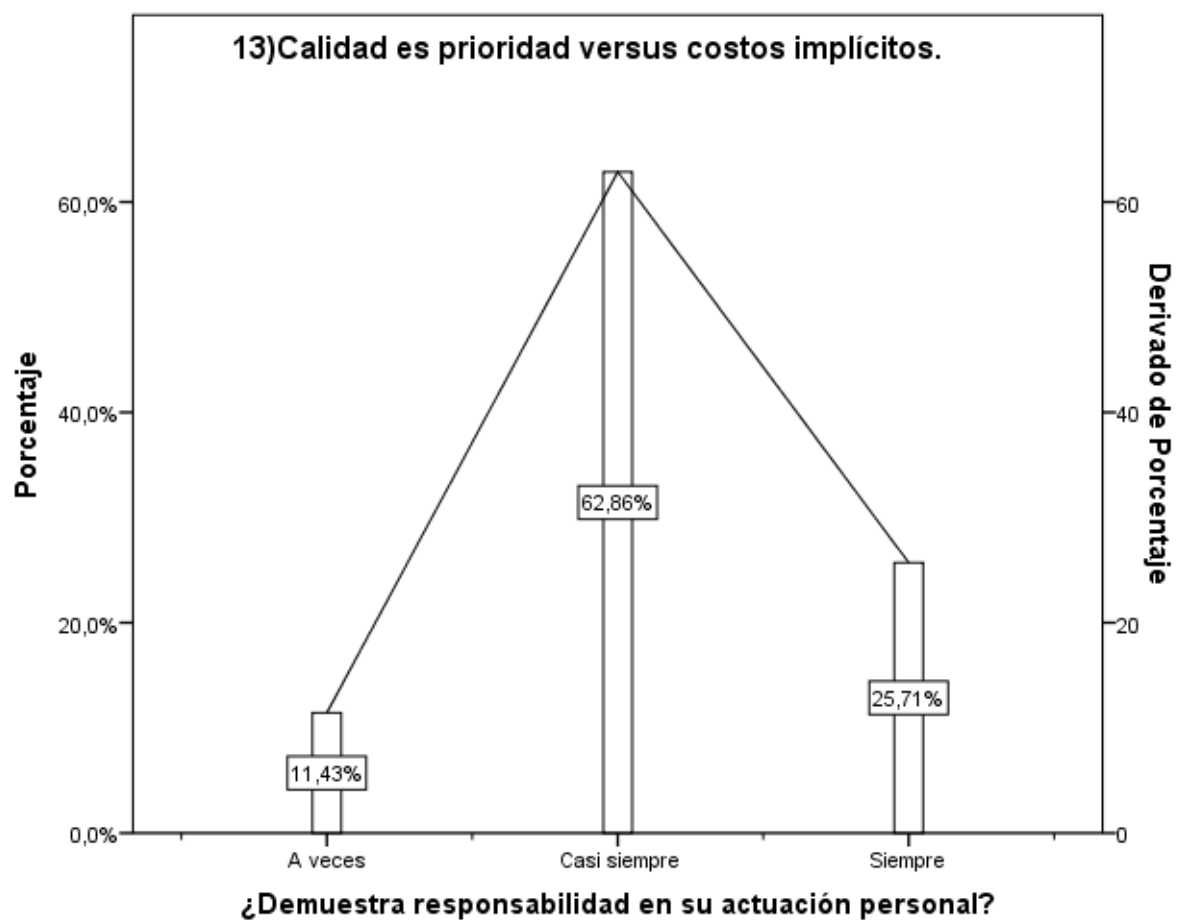 13)Calidad es prioridad versus costos implícitos.
Porcentaje
60,0%
40,0%
20,0%
0,0%
62,86%
25,71%
11,43%
60
40
20
0
Derivado de Porcentaje
A veces
Casi siempre
Siempre
¿Demuestra responsabilidad en su actuación personal?